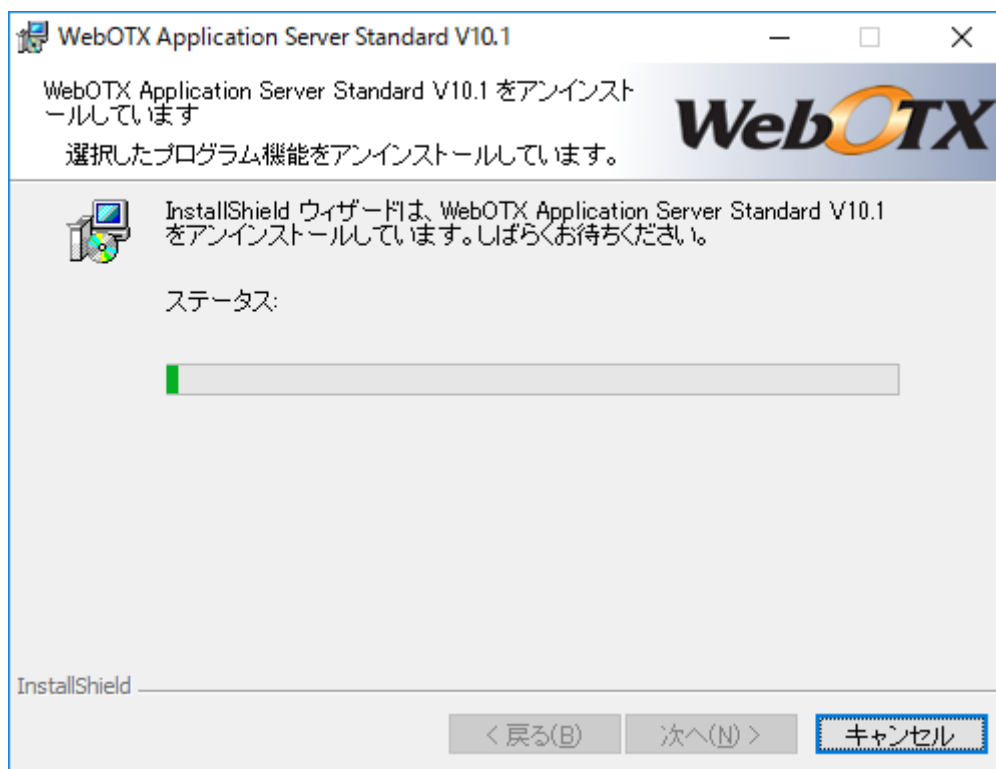 WebOTX Application Server Standard V10.1
WebOTX Application Server Standard V10.1 をアンインスト
ールしています
選択したプログラム機能をアンインストールしています。
WebOTX
InstallShield ウィザードは、WebOTX Application Server Standard V10.1
をアンインストールしています。しばらくお待ちください。
ステータス:
InstallShield
< 戻る(B)
次へ(N) >
キャンセル